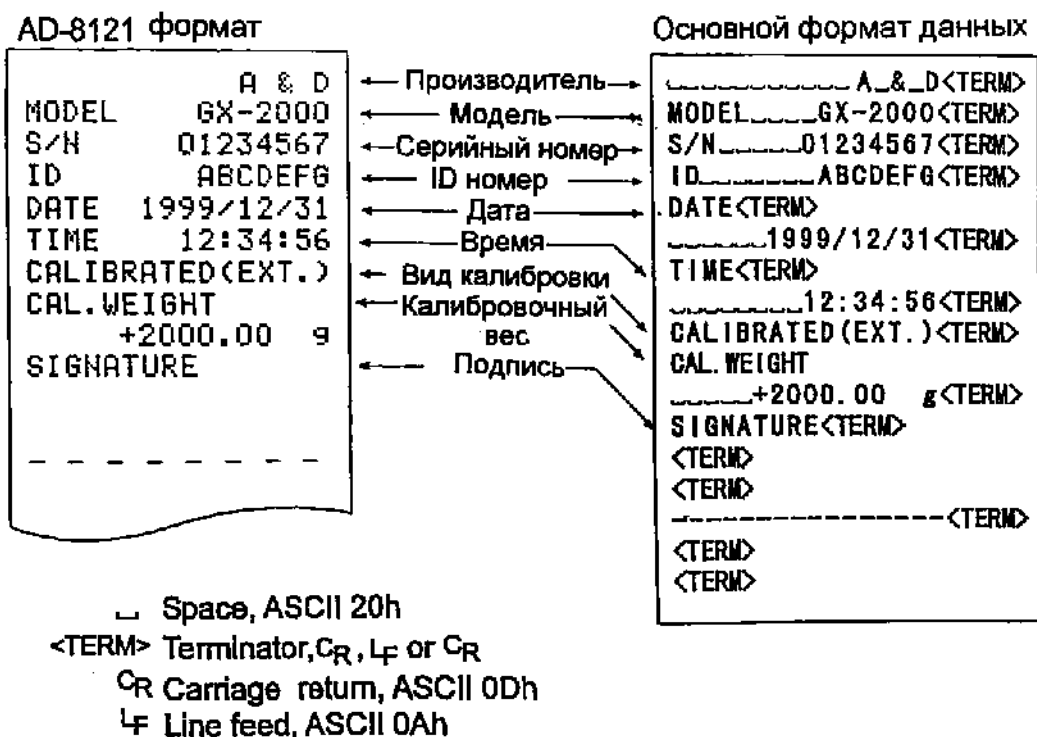 AD-8121 формат
A & D
MODEL GX-2000
S/N 01234567
ID ABCDEFG
DATE 1999/12/31
TIME 12:34:56
CALIBRATED(EXT.)
CAL.WEIGHT
+2000.00 g
SIGNATURE
- - - - - - - - - -
Производитель
Модель
Серийный номер
ID номер
Дата
Время
Вид калибровки
Калибровочный
вес
Подпись
Основной формат данных
␣␣␣␣␣␣␣␣␣␣␣A␣&␣D<TERM>
MODEL␣␣␣␣GX-2000<TERM>
S/N␣␣␣␣␣01234567<TERM>
ID␣␣␣␣␣␣␣ABCDEFG<TERM>
DATE<TERM>
␣␣␣␣␣␣1999/12/31<TERM>
TIME<TERM>
␣␣␣␣␣␣␣␣12:34:56<TERM>
CALIBRATED(EXT.)<TERM>
CAL.WEIGHT
␣␣␣␣␣+2000.00 g<TERM>
SIGNATURE<TERM>
<TERM>
<TERM>
----------------<TERM>
<TERM>
<TERM>
␣ Space, ASCII 20h
<TERM> Terminator,CR, LF or CR
CR Carriage return, ASCII 0Dh
LF Line feed, ASCII 0Ah